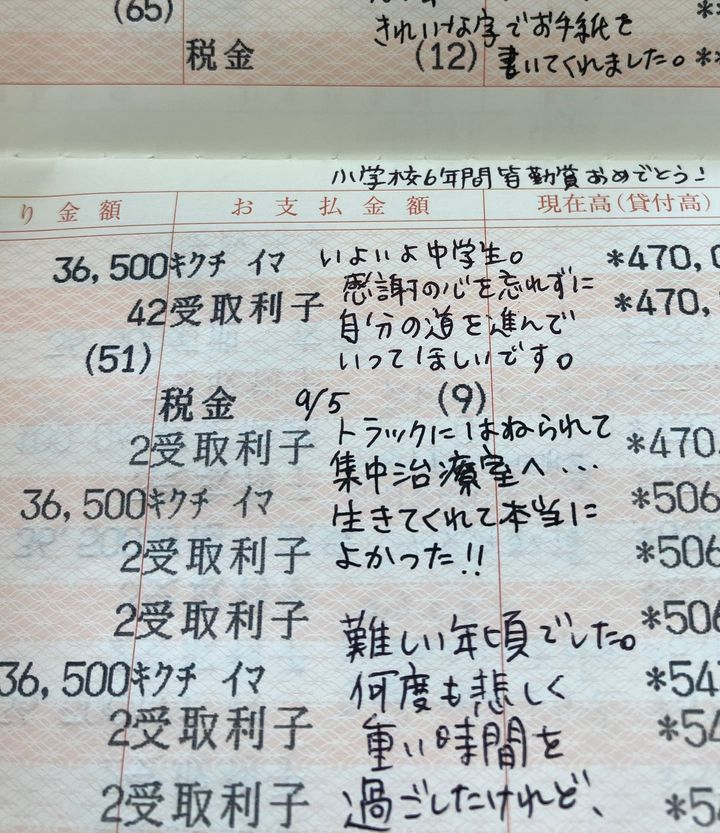 (65)
きれいな字でお手紙を
税金 (12) 書いてくれました。 *
小学校6年間皆勤賞おめでとう!
り金額 お支払金額 現在高(貸付高)
36,500 キクチ イマ いよいよ中学生。 *470,
42 受取利子 感謝の心を忘れずに *470,
自分の道を進んで
(51) いってほしいです。
税金 9/5 (9)
2 受取利子 トラックにはねられて *470
集中治療室へ・・・
36,500 キクチ イマ 生きてくれて本当に *506
2 受取利子 よかった!! *506
2 受取利子 難しい年頃でした。 *506
36,500 キクチ イマ 何度も悲しく *54
2 受取利子 重い時間を *54
2 受取利子 過ごしたけれど、 *5